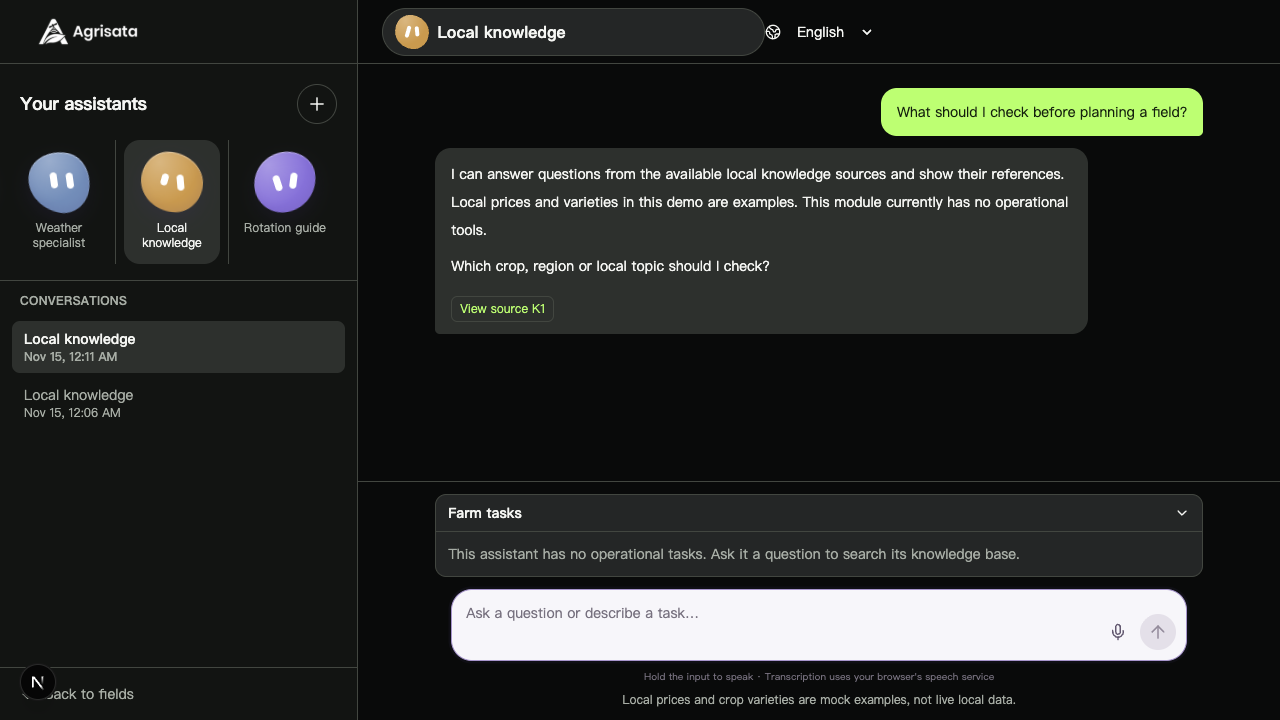 Agrisata
Local knowledge
English
Your assistants
Weather
specialist
Local
knowledge
Rotation guide
CONVERSATIONS
Local knowledge
Nov 15, 12:11 AM
Local knowledge
Nov 15, 12:06 AM
N
back to fields
What should I check before planning a field?
I can answer questions from the available local knowledge sources and show their references.
Local prices and varieties in this demo are examples. This module currently has no operational
tools.
Which crop, region or local topic should I check?
View source K1
Farm tasks
This assistant has no operational tasks. Ask it a question to search its knowledge base.
Ask a question or describe a task…
Hold the input to speak · Transcription uses your browser's speech service
Local prices and crop varieties are mock examples, not live local data.